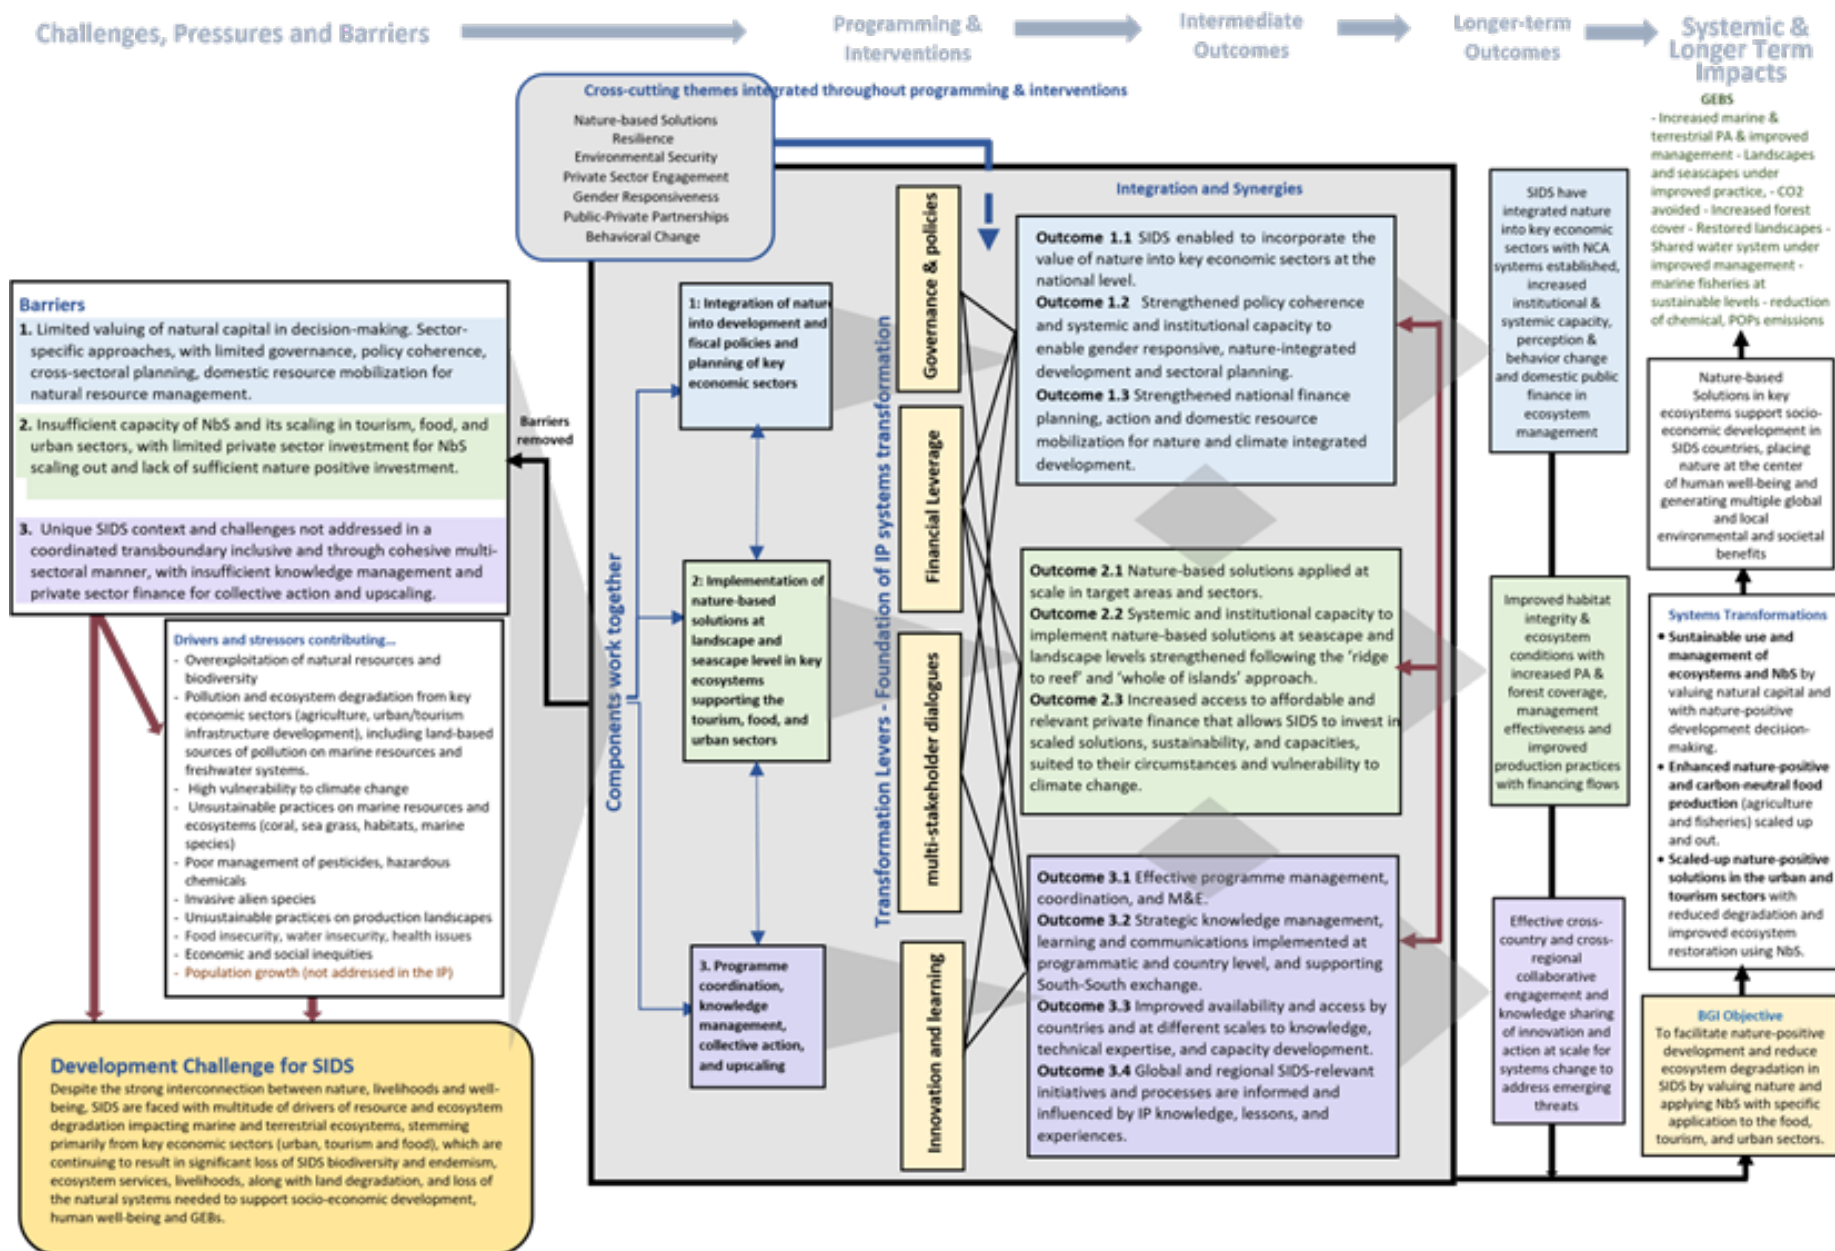 Challenges, Pressures and Barriers
Programming &
Interventions
Intermediate
Outcomes
Longer-term
Outcomes
Systemic &
Longer Term
Impacts
Cross-cutting themes integrated throughout programming & interventions
Nature-based Solutions
Resilience
Environmental Security
Private Sector Engagement
Gender Responsiveness
Public-Private Partnerships
Behavioral Change
Barriers
1. Limited valuing of natural capital in decision-making. Sector-
specific approaches, with limited governance, policy coherence,
cross-sectoral planning, domestic resource mobilization for
natural resource management.
2. Insufficient capacity of NbS and its scaling in tourism, food, and
urban sectors, with limited private sector investment for NbS
scaling out and lack of sufficient nature positive investment.
3. Unique SIDS context and challenges not addressed in a
coordinated transboundary inclusive and through cohesive multi-
sectoral manner, with insufficient knowledge management and
private sector finance for collective action and upscaling.
Barriers
removed
Drivers and stressors contributing...
- Overexploitation of natural resources and
biodiversity
- Pollution and ecosystem degradation from key
economic sectors (agriculture, urban/tourism
infrastructure development), including land-based
sources of pollution on marine resources and
freshwater systems.
- High vulnerability to climate change
- Unsustainable practices on marine resources and
ecosystems (coral, sea grass, habitats, marine
species)
- Poor management of pesticides, hazardous
chemicals
- Invasive alien species
- Unsustainable practices on production landscapes
- Food insecurity, water insecurity, health issues
- Economic and social inequities
- Population growth (not addressed in the IP)
Development Challenge for SIDS
Despite the strong interconnection between nature, livelihoods and well-
being, SIDS are faced with multitude of drivers of resource and ecosystem
degradation impacting marine and terrestrial ecosystems, stemming
primarily from key economic sectors (urban, tourism and food), which are
continuing to result in significant loss of SIDS biodiversity and endemism,
ecosystem services, livelihoods, along with land degradation, and loss of
the natural systems needed to support socio-economic development,
human well-being and GEBs.
Components work together
1: Integration of nature
into development and
fiscal policies and
planning of key
economic sectors
2: Implementation of
nature-based
solutions at
landscape and
seascape level in key
ecosystems
supporting the
tourism, food, and
urban sectors
3. Programme
coordination,
knowledge
management,
collective action,
and upscaling
Transformation Levers - Foundation of IP systems transformation
Governance & policies
Financial Leverage
multi-stakeholder dialogues
Innovation and learning
Integration and Synergies
Outcome 1.1 SIDS enabled to incorporate the
value of nature into key economic sectors at the
national level.
Outcome 1.2 Strengthened policy coherence
and systemic and institutional capacity to
enable gender responsive, nature-integrated
development and sectoral planning.
Outcome 1.3 Strengthened national finance
planning, action and domestic resource
mobilization for nature and climate integrated
development.
Outcome 2.1 Nature-based solutions applied at
scale in target areas and sectors.
Outcome 2.2 Systemic and institutional capacity to
implement nature-based solutions at seascape and
landscape levels strengthened following the 'ridge
to reef' and 'whole of islands' approach.
Outcome 2.3 Increased access to affordable and
relevant private finance that allows SIDS to invest in
scaled solutions, sustainability, and capacities,
suited to their circumstances and vulnerability to
climate change.
Outcome 3.1 Effective programme management,
coordination, and M&E.
Outcome 3.2 Strategic knowledge management,
learning and communications implemented at
programmatic and country level, and supporting
South-South exchange.
Outcome 3.3 Improved availability and access by
countries and at different scales to knowledge,
technical expertise, and capacity development.
Outcome 3.4 Global and regional SIDS-relevant
initiatives and processes are informed and
influenced by IP knowledge, lessons, and
experiences.
SIDS have
integrated nature
into key economic
sectors with NCA
systems established,
increased
institutional &
systemic capacity,
perception &
behavior change
and domestic public
finance in
ecosystem
management
Improved habitat
integrity &
ecosystem
conditions with
increased PA &
forest coverage,
management
effectiveness and
improved
production practices
with financing flows
Effective cross-
country and cross-
regional
collaborative
engagement and
knowledge sharing
of innovation and
action at scale for
systems change to
address emerging
threats
GEBS
- Increased marine &
terrestrial PA & improved
management - Landscapes
and seascapes under
improved practice, - CO2
avoided - Increased forest
cover - Restored landscapes -
Shared water system under
improved management -
marine fisheries at
sustainable levels - reduction
of chemical, POPs emissions
Nature-based
Solutions in key
ecosystems support socio-
economic development in
SIDS countries, placing
nature at the center
of human well-being and
generating multiple global
and local
environmental and societal
benefits
Systems Transformations
• Sustainable use and
management of
ecosystems and NbS by
valuing natural capital and
with nature-positive
development decision-
making.
• Enhanced nature-positive
and carbon-neutral food
production (agriculture
and fisheries) scaled up
and out.
• Scaled-up nature-positive
solutions in the urban and
tourism sectors with
reduced degradation and
improved ecosystem
restoration using NbS.
BGI Objective
To facilitate nature-positive
development and reduce
ecosystem degradation in
SIDS by valuing nature and
applying NbS with specific
application to the food,
tourism, and urban sectors.